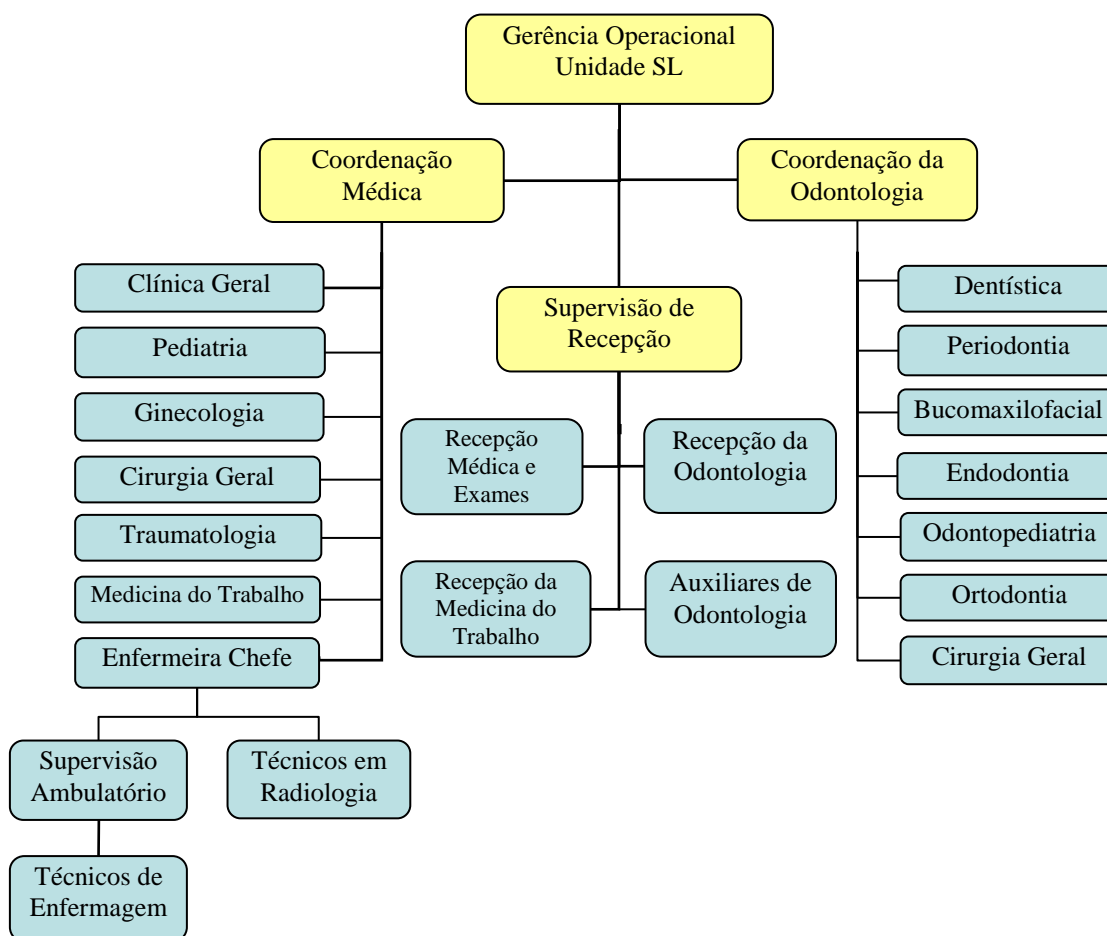 Gerência Operacional
Unidade SL
Coordenação
Médica
Coordenação da
Odontologia
Clínica Geral
Pediatria
Ginecologia
Cirurgia Geral
Traumatologia
Medicina do Trabalho
Enfermeira Chefe
Supervisão
Ambulatório
Técnicos em
Radiologia
Técnicos de
Enfermagem
Supervisão de
Recepção
Recepção
Médica e
Exames
Recepção da
Odontologia
Recepção da
Medicina do
Trabalho
Auxiliares de
Odontologia
Dentística
Periodontia
Bucomaxilofacial
Endodontia
Odontopediatria
Ortodontia
Cirurgia Geral